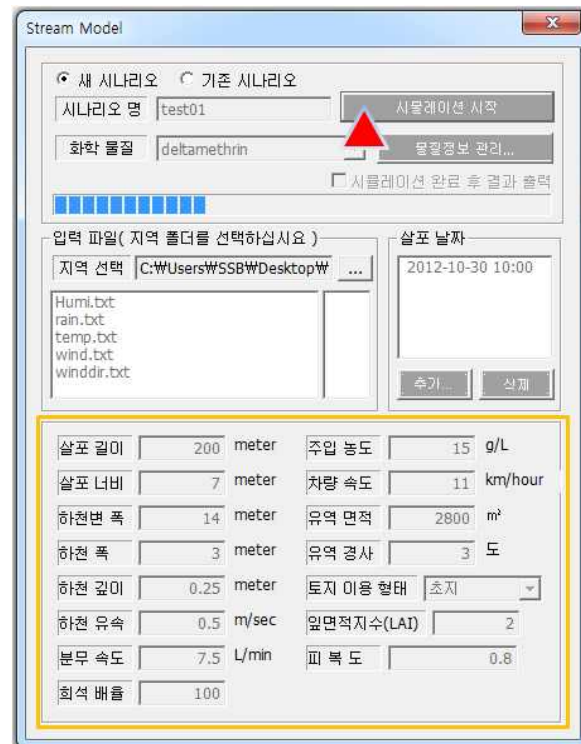 Stream Model
새 시나리오 기존 시나리오
시나리오 명 test01 시뮬레이션 시작
화학 물질 deltamethrin 물질정보 관리...
시뮬레이션 완료 후 결과 출력
입력 파일( 지역 폴더를 선택하십시요 ) 살포 날짜
지역 선택 C:₩Users₩SSB₩Desktop₩ ... 2012-10-30 10:00
Humi.txt
rain.txt
temp.txt
wind.txt
winddir.txt
추가... 삭제
살포 길이 200 meter 주입 농도 15 g/L
살포 너비 7 meter 차량 속도 11 km/hour
하천변 폭 14 meter 유역 면적 2800 m²
하천 폭 3 meter 유역 경사 3 도
하천 깊이 0.25 meter 토지 이용 형태 초지
하천 유속 0.5 m/sec 잎면적지수(LAI) 2
분무 속도 7.5 L/min 피 복 도 0.8
희석 배율 100